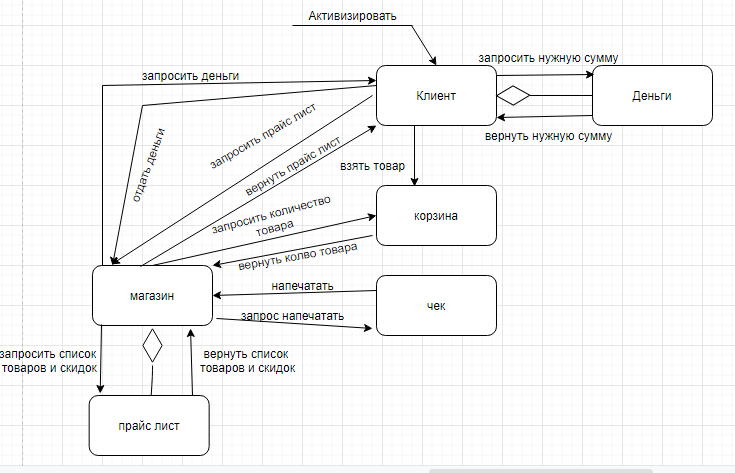 Активизировать
запросить нужную сумму
запросить деньги
Клиент
Деньги
запросить прайс лист
вернуть нужную сумму
отдать деньги
вернуть прайс лист
взять товар
запросить количество
товара
корзина
вернуть колво товара
напечатать
магазин
чек
запрос напечатать
запросить список
товаров и скидок
вернуть список
товаров и скидок
прайс лист